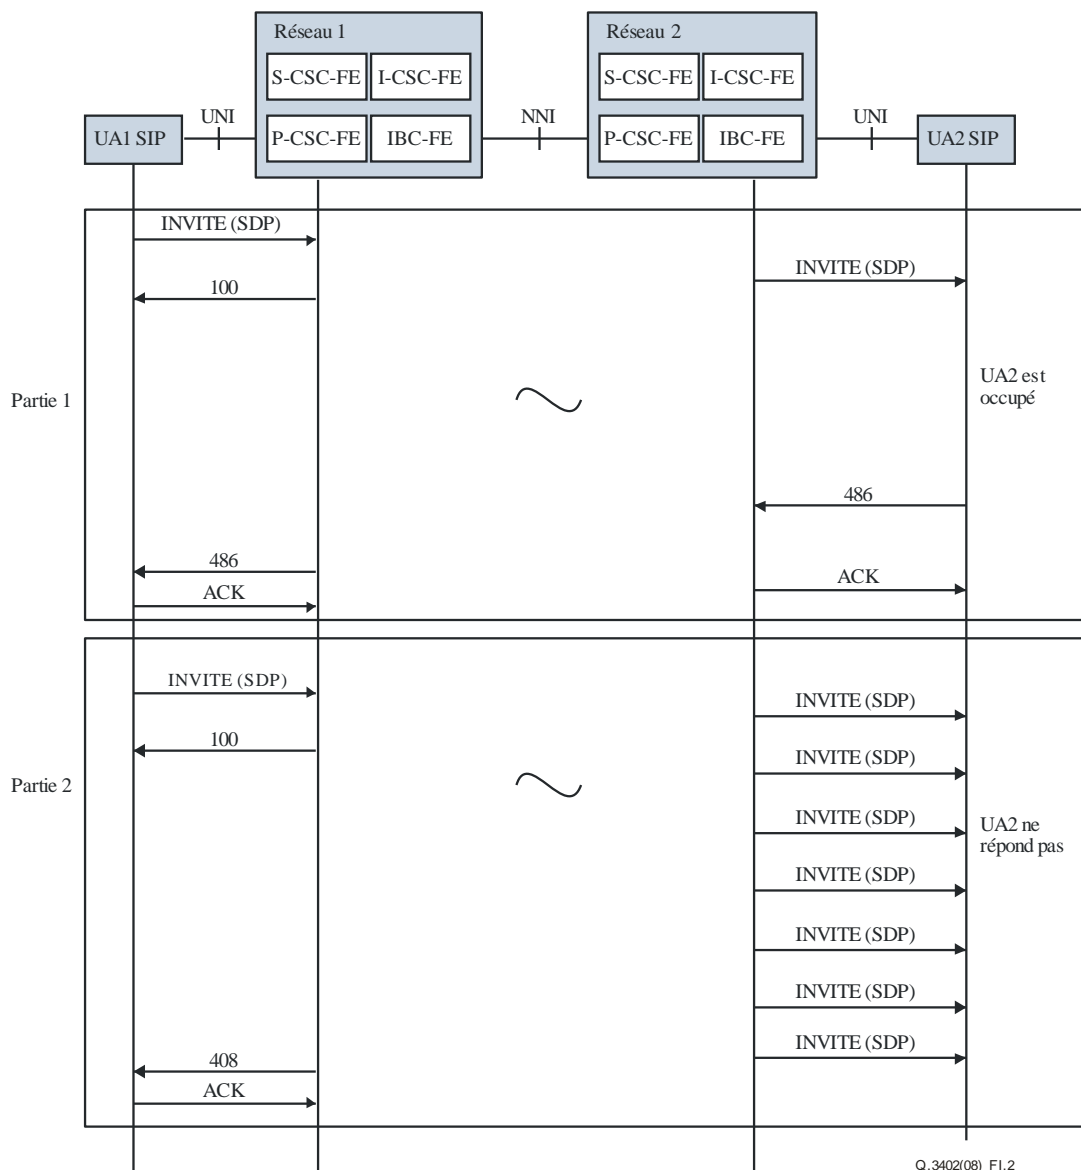 Réseau 1
S-CSC-FE I-CSC-FE
P-CSC-FE IBC-FE
Réseau 2
S-CSC-FE I-CSC-FE
P-CSC-FE IBC-FE
UA1 SIP
UNI
NNI
UNI
UA2 SIP
Partie 1
INVITE (SDP)
INVITE (SDP)
100
UA2 est
occupé
486
486
ACK
ACK
Partie 2
INVITE (SDP)
INVITE (SDP)
100
INVITE (SDP)
INVITE (SDP)
UA2 ne
répond pas
INVITE (SDP)
INVITE (SDP)
INVITE (SDP)
INVITE (SDP)
408
ACK
Q.3402(08)_FI.2